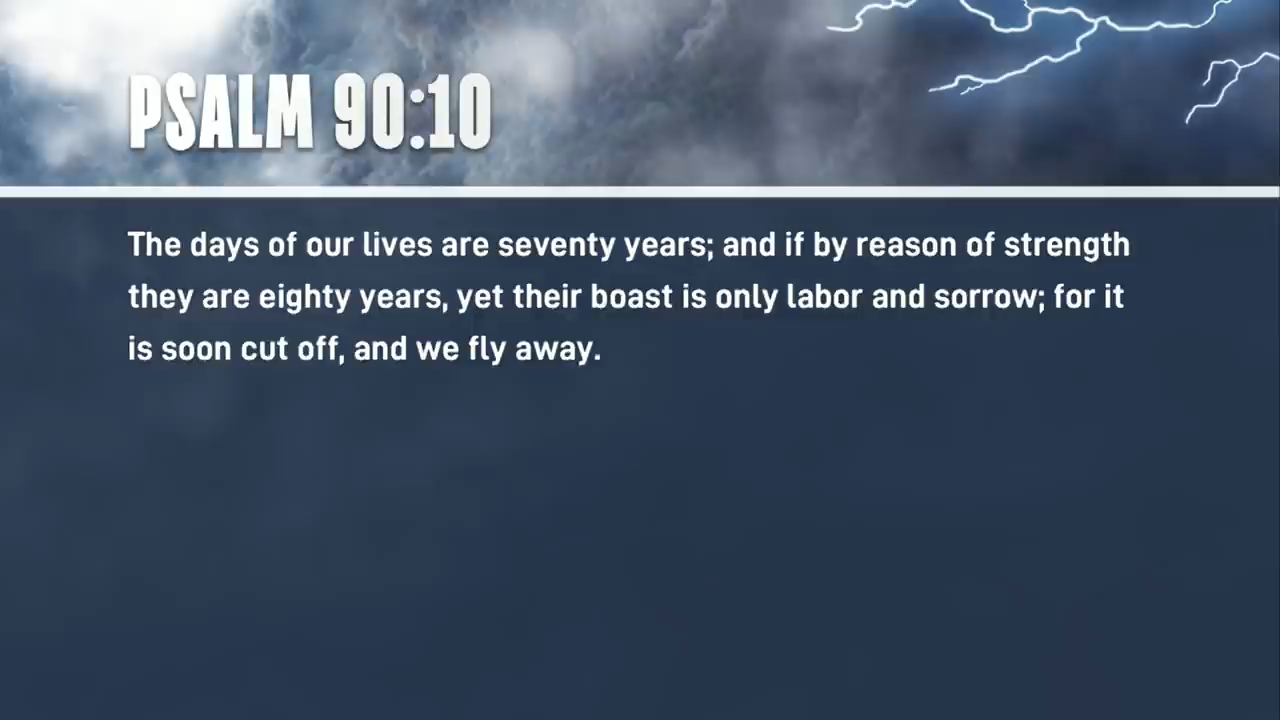 PSALM 90:10
The days of our lives are seventy years; and if by reason of strength
they are eighty years, yet their boast is only labor and sorrow; for it
is soon cut off, and we fly away.